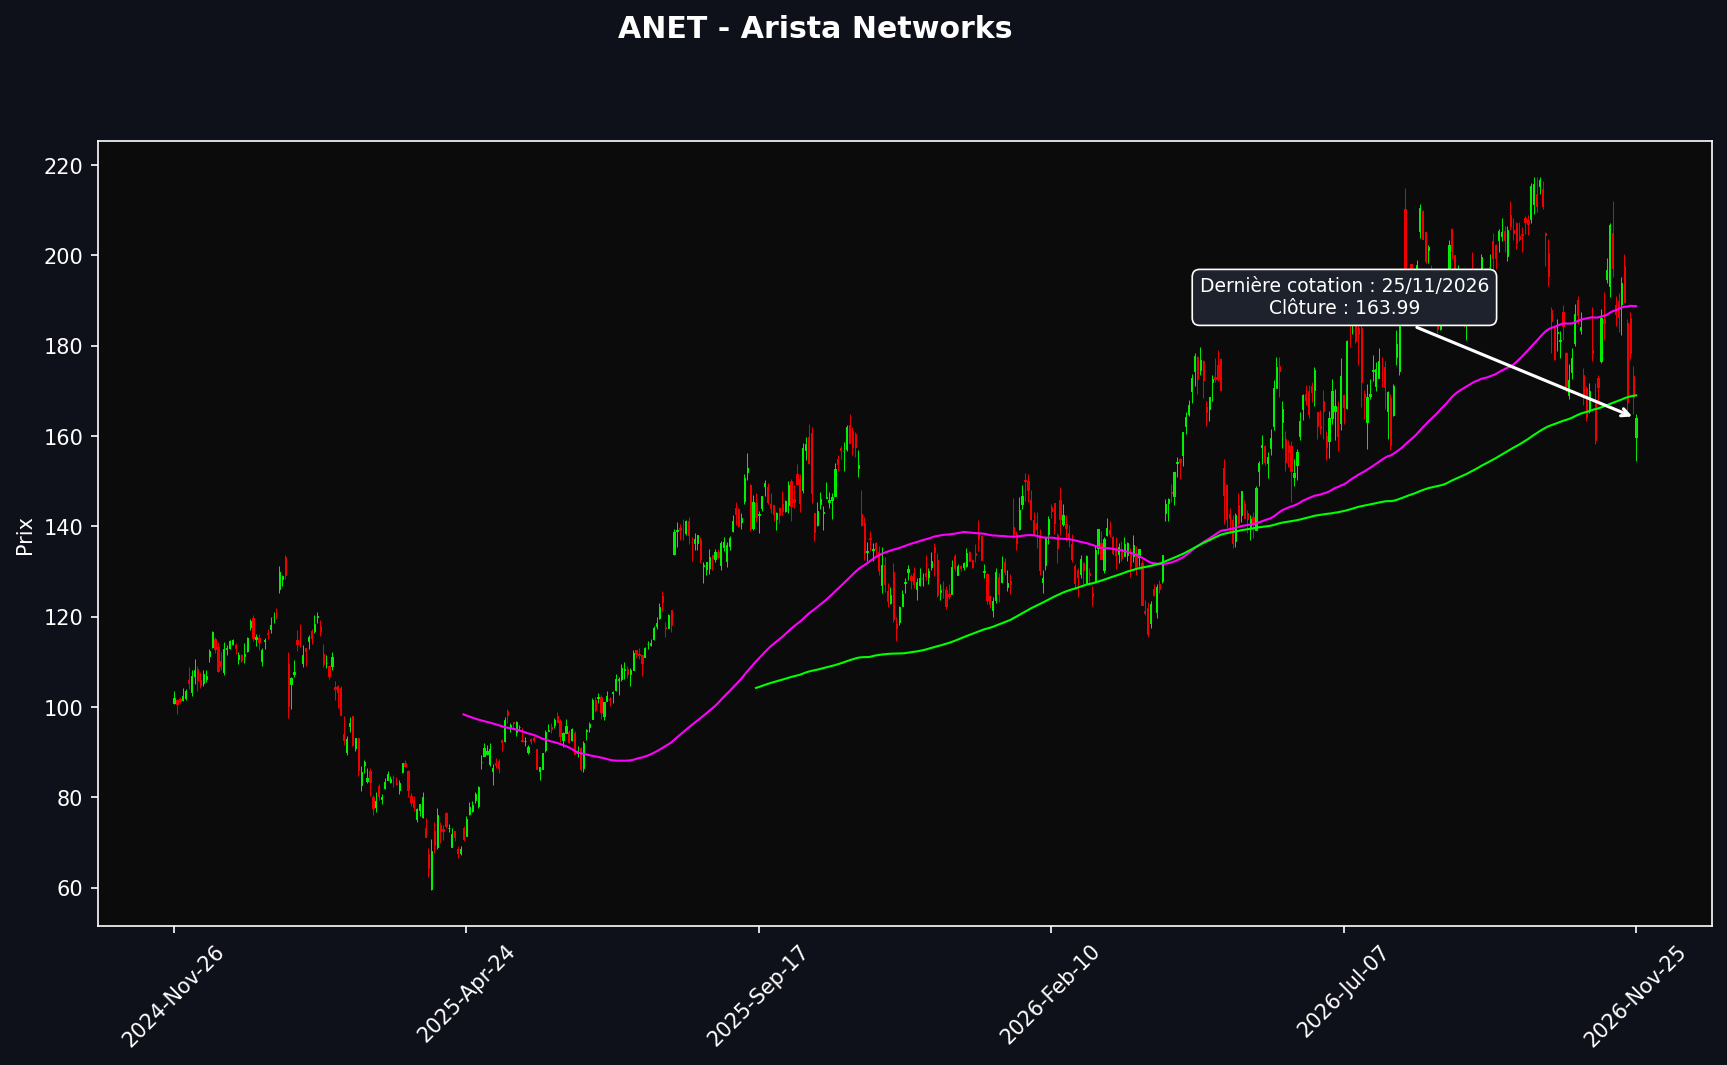 ANET - Arista Networks
Prix
220
200
180
160
140
120
100
80
60
Dernière cotation : 25/11/2026
Clôture : 163.99
2024-Nov-26
2025-Apr-24
2025-Sep-17
2026-Feb-10
2026-Jul-07
2026-Nov-25